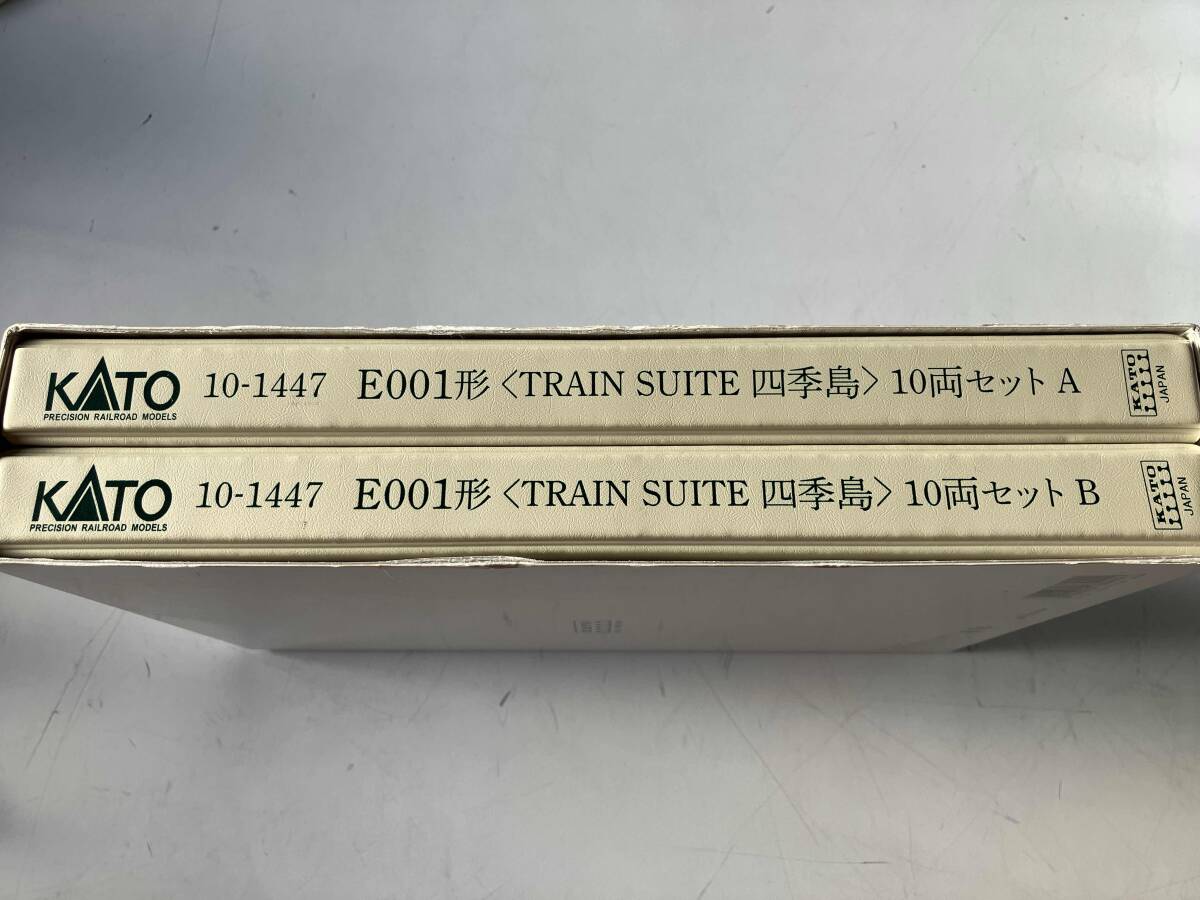 KATO 10-1447 E001形〈TRAIN SUITE 四季島〉10両セット A
PRECISION RAILROAD MODELS
KATO
JAPAN
KATO 10-1447 E001形〈TRAIN SUITE 四季島〉10両セット B
PRECISION RAILROAD MODELS
KATO
JAPAN